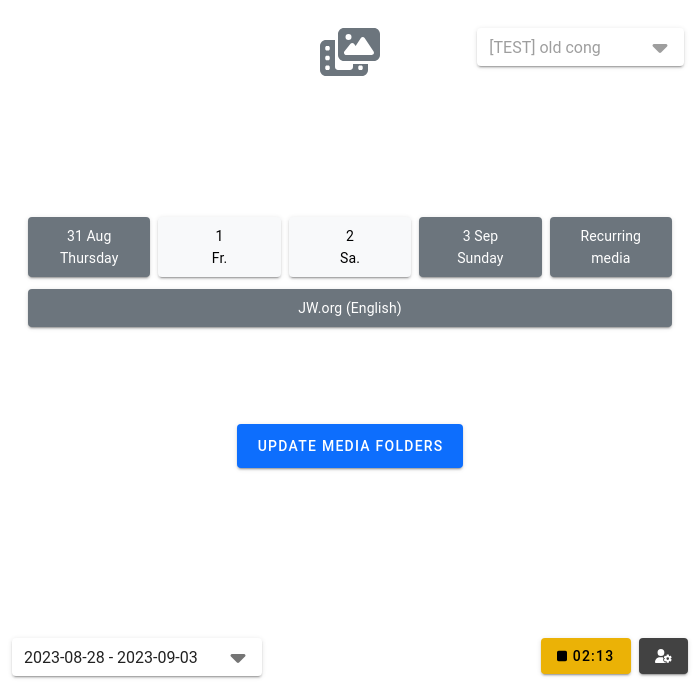 [TEST] old cong
31 Aug
Thursday
1
Fr.
2
Sa.
3 Sep
Sunday
Recurring
media
JW.org (English)
UPDATE MEDIA FOLDERS
2023-08-28 - 2023-09-03
02:13